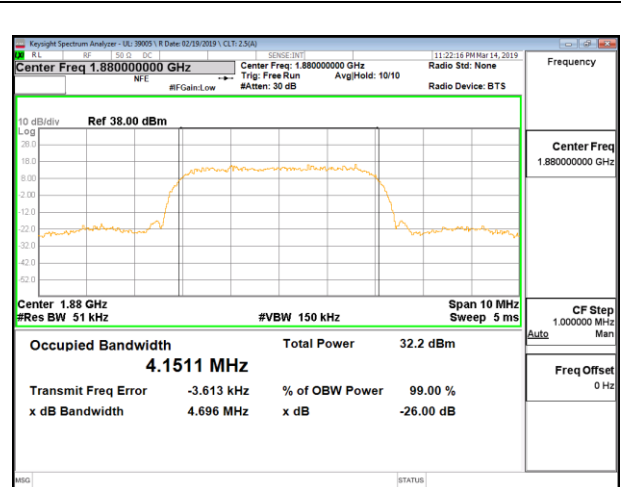 Keysight Spectrum Analyzer - UL: 39005 \ R Date: 02/19/2019 \ CLT: 2.5(A)
RL RF 50 Ω DC SENSE:INT 11:22:16 PM Mar 14, 2019
Center Freq 1.880000000 GHz Center Freq: 1.880000000 GHz Radio Std: None
NFE Trig: Free Run Avg|Hold: 10/10
#IFGain:Low #Atten: 30 dB Radio Device: BTS
Frequency
10 dB/div Ref 38.00 dBm
Log
28.0
18.0
8.00
-2.00
-12.0
-22.0
-32.0
-42.0
-52.0
Center 1.88 GHz Span 10 MHz
#Res BW 51 kHz #VBW 150 kHz Sweep 5 ms
Occupied Bandwidth Total Power 32.2 dBm
4.1511 MHz
Transmit Freq Error -3.613 kHz % of OBW Power 99.00 %
x dB Bandwidth 4.696 MHz x dB -26.00 dB
Center Freq
1.880000000 GHz
CF Step
1.000000 MHz
Auto Man
Freq Offset
0 Hz
MSG STATUS